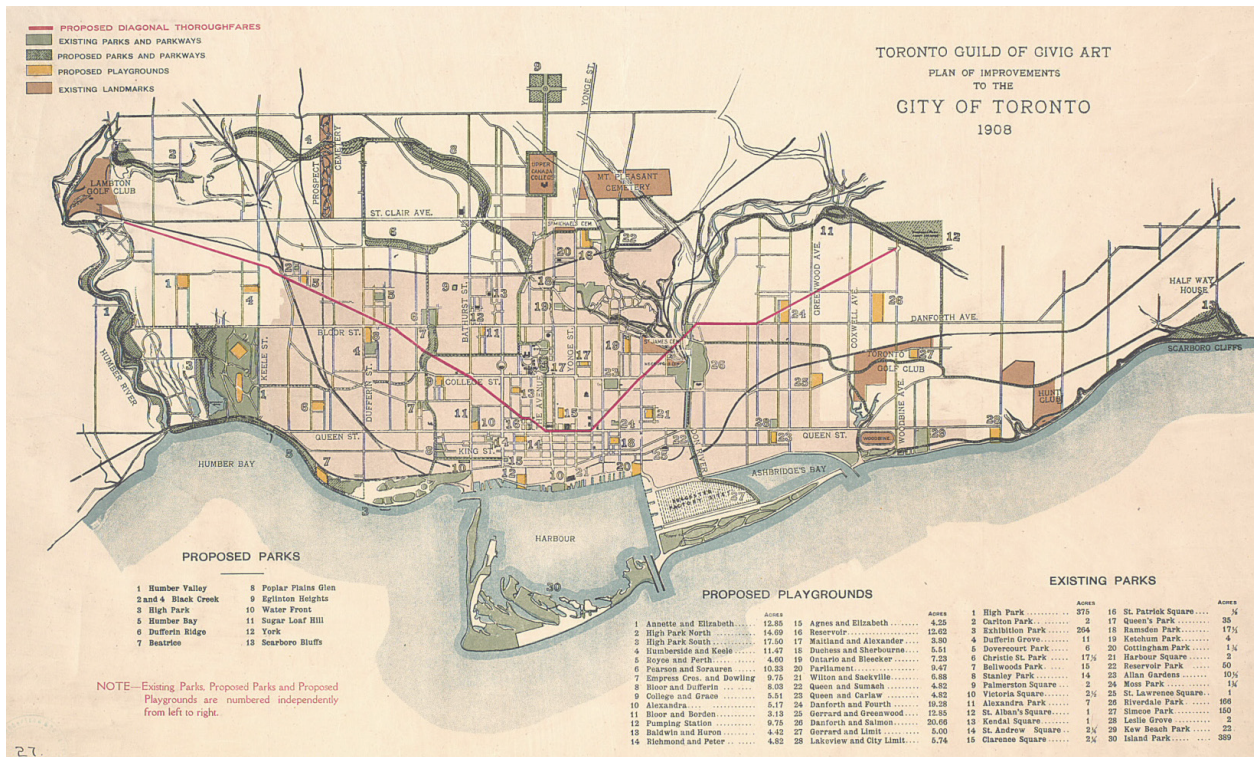 PROPOSED DIAGONAL THOROUGHFARES
EXISTING PARKS AND PARKWAYS
PROPOSED PARKS AND PARKWAYS
PROPOSED PLAYGROUNDS
EXISTING LANDMARKS
TORONTO GUILD OF CIVIC ART
PLAN OF IMPROVEMENTS
TO THE
CITY OF TORONTO
1908
9
YONGE ST.
PROSPECT CEMETERY
UPPER CANADA COLLEGE
MT. PLEASANT CEMETERY
LAMBTON GOLF CLUB
ST. CLAIR AVE.
ST MICHAELS CEM.
GREENWOOD AVE.
COXWELL AVE.
DANFORTH AVE.
HALF WAY HOUSE
SCARBORO CLIFFS
BLOOR ST.
BATHURST ST.
YONGE ST.
ST. JAMES CEM.
HUMBER RIVER
KEELE ST.
DUFFERIN ST.
COLLEGE ST.
TORONTO GOLF CLUB
HUNT CLUB
WOODBINE AVE.
WOODBINE
QUEEN ST.
QUEEN ST.
KING ST.
DON RIVER
HUMBER BAY
ASHBRIDGE'S BAY
HARBOUR
30
PROPOSED PARKS
1 Humber Valley
2 and 4 Black Creek
3 High Park
5 Humber Bay
6 Dufferin Ridge
7 Beatrice
8 Poplar Plains Glen
9 Eglinton Heights
10 Water Front
11 Sugar Loaf Hill
12 York
13 Scarboro Bluffs
NOTE—Existing Parks, Proposed Parks and Proposed
Playgrounds are numbered independently
from left to right.
27.
PROPOSED PLAYGROUNDS
ACRES
1 Annette and Elizabeth 12.85
2 High Park North 14.69
3 High Park South 17.50
4 Humberside and Keele 11.47
5 Royce and Perth 4.60
6 Pearson and Sorauren 10.33
7 Empress Cres. and Dowling 9.75
8 Bloor and Dufferin 8.03
9 College and Grace 5.51
10 Alexandra 5.17
11 Bloor and Borden 3.13
12 Pumping Station 9.75
13 Baldwin and Huron 4.42
14 Richmond and Peter 4.82
ACRES
15 Agnes and Elizabeth 4.25
16 Reservoir 12.62
17 Maitland and Alexander 3.80
18 Duchess and Sherbourne 5.51
19 Ontario and Bleecker 7.23
20 Parliament 9.47
21 Wilton and Sackville 6.88
22 Queen and Sumach 4.82
23 Queen and Carlaw 4.82
24 Danforth and Fourth 19.28
25 Gerrard and Greenwood 12.85
26 Danforth and Salmon 20.66
27 Gerrard and Limit 5.00
28 Lakeview and City Limit 5.74
EXISTING PARKS
ACRES
1 High Park 375
2 Carlton Park 2
3 Exhibition Park 264
4 Dufferin Grove 11
5 Dovercourt Park 6
6 Christie St. Park 17½
7 Bellwoods Park
8 Stanley Park 14
9 Palmerston Square 2
10 Victoria Square 2½
11 Alexandra Park 7
12 St. Alban's Square 1
13 Kendal Square 1
14 St. Andrew Square
15 Clarence Square
ACRES
16 St. Patrick Square
17 Queen's Park 35
18 Ramsden Park 17½
19 Ketchum Park 4
20 Cottingham Park
21 Harbour Square 2
22 Reservoir Park 50
23 Allan Gardens 10½
24 Moss Park
25 St. Lawrence Square 1
26 Riverdale Park 166
27 Simcoe Park 150
28 Leslie Grove 2
29 Kew Beach Park 22
30 Island Park 389